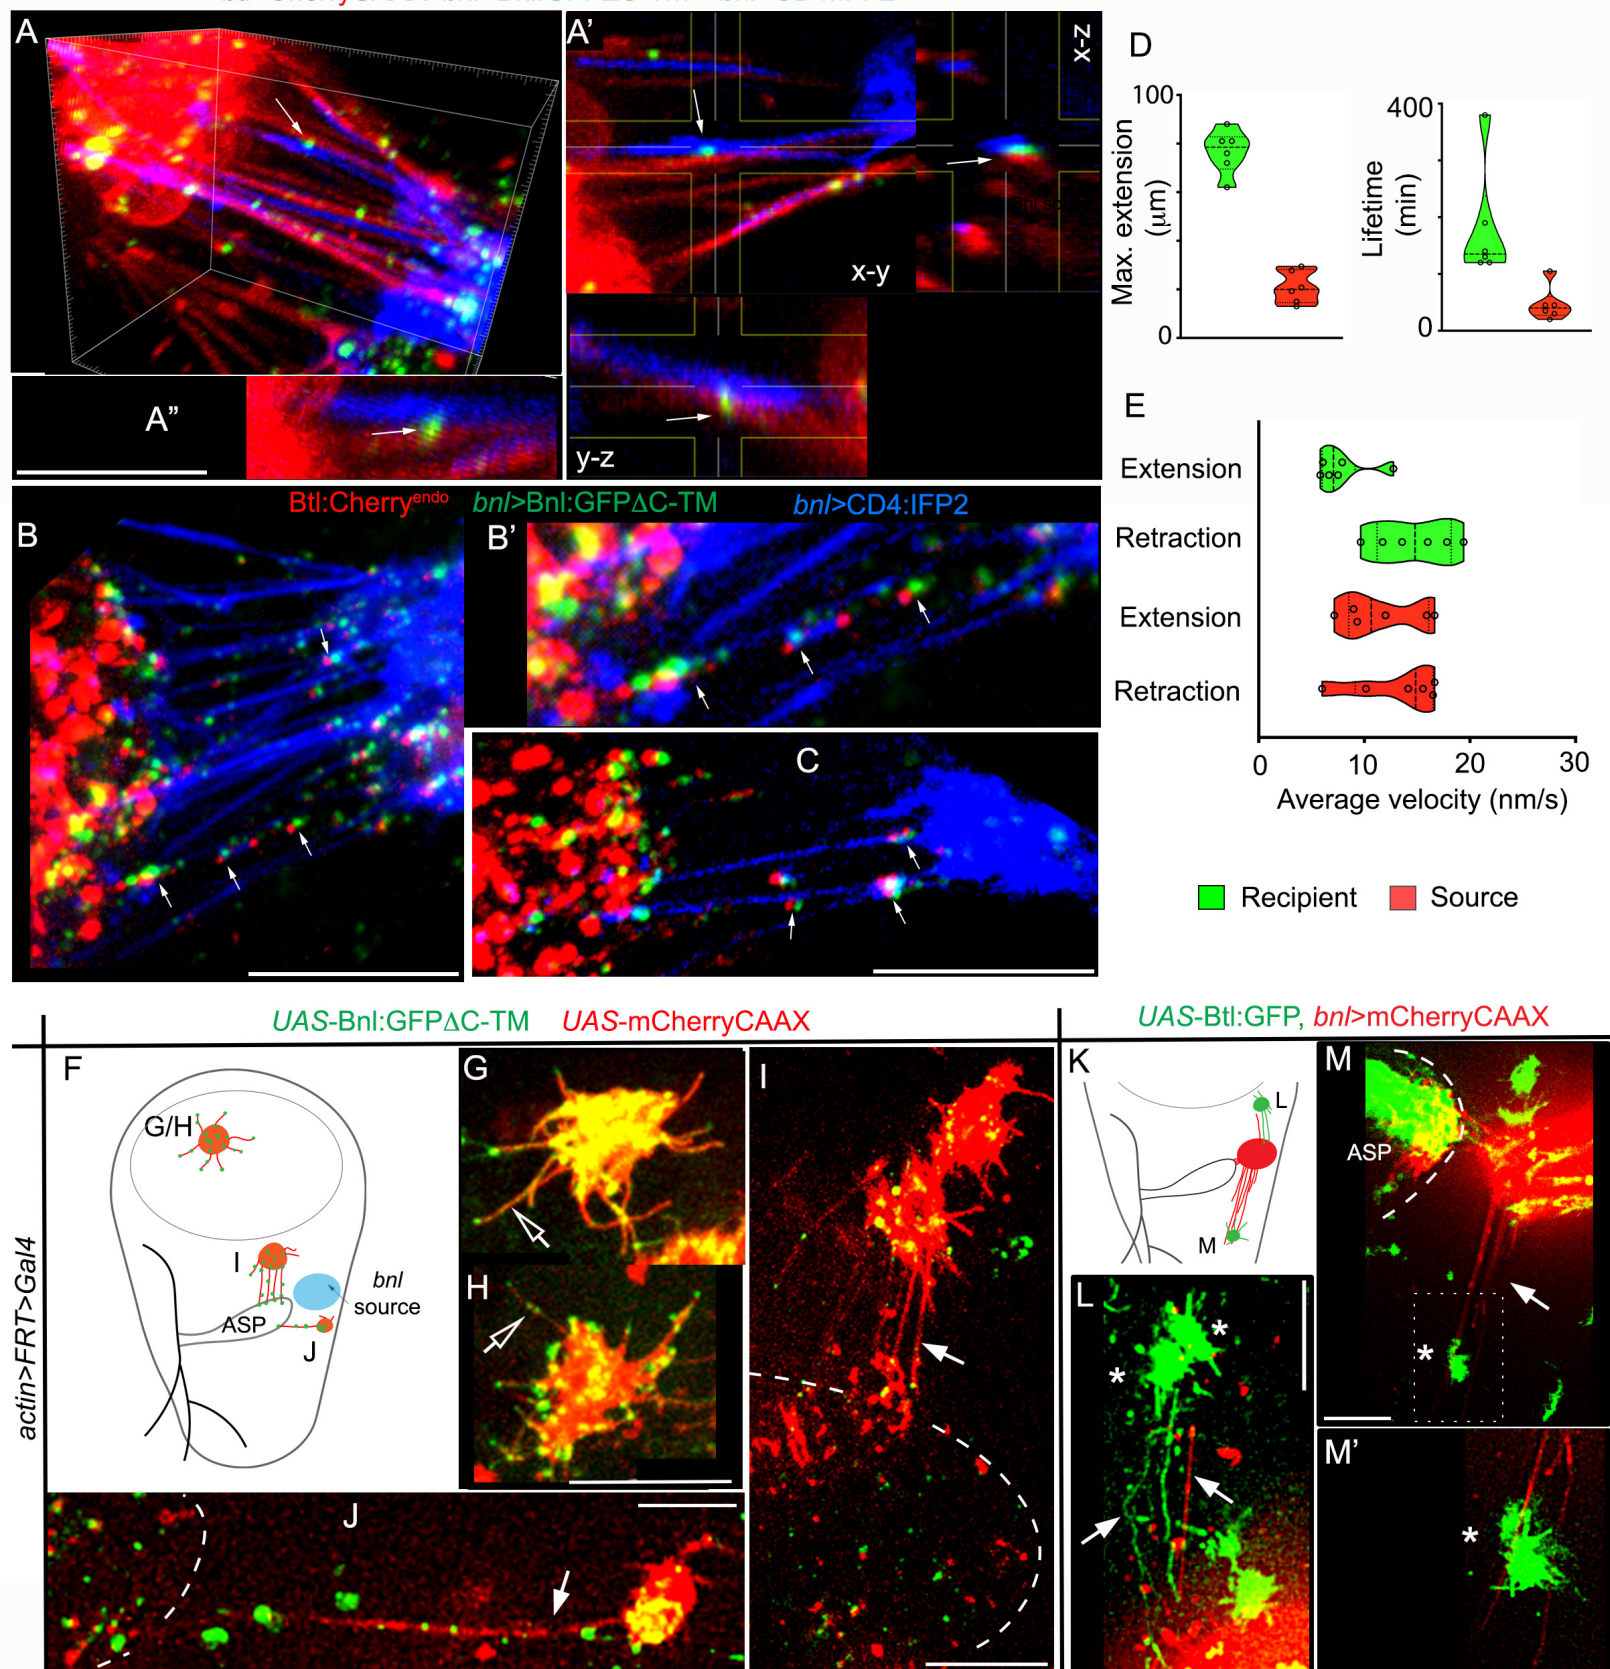 A
A'
x-z
x-y
A”
y-z
D
100
0
Max. extension
(μm)
400
0
Lifetime
(min)
E
Extension
Retraction
Extension
Retraction
0 10 20 30
Average velocity (nm/s)
Recipient Source
Btl:Cherryᵉⁿᵈᵒ bnl>Bnl:GFPΔC-TM bnl>CD4:IFP2
B
B'
C
UAS-Bnl:GFPΔC-TM UAS-mCherryCAAX
UAS-Btl:GFP, bnl>mCherryCAAX
actin>FRT>Gal4
F
G/H
I
bnl
source
ASP
J
G
H
I
J
K
L
M
L
*
*
M
ASP
*
M'
*